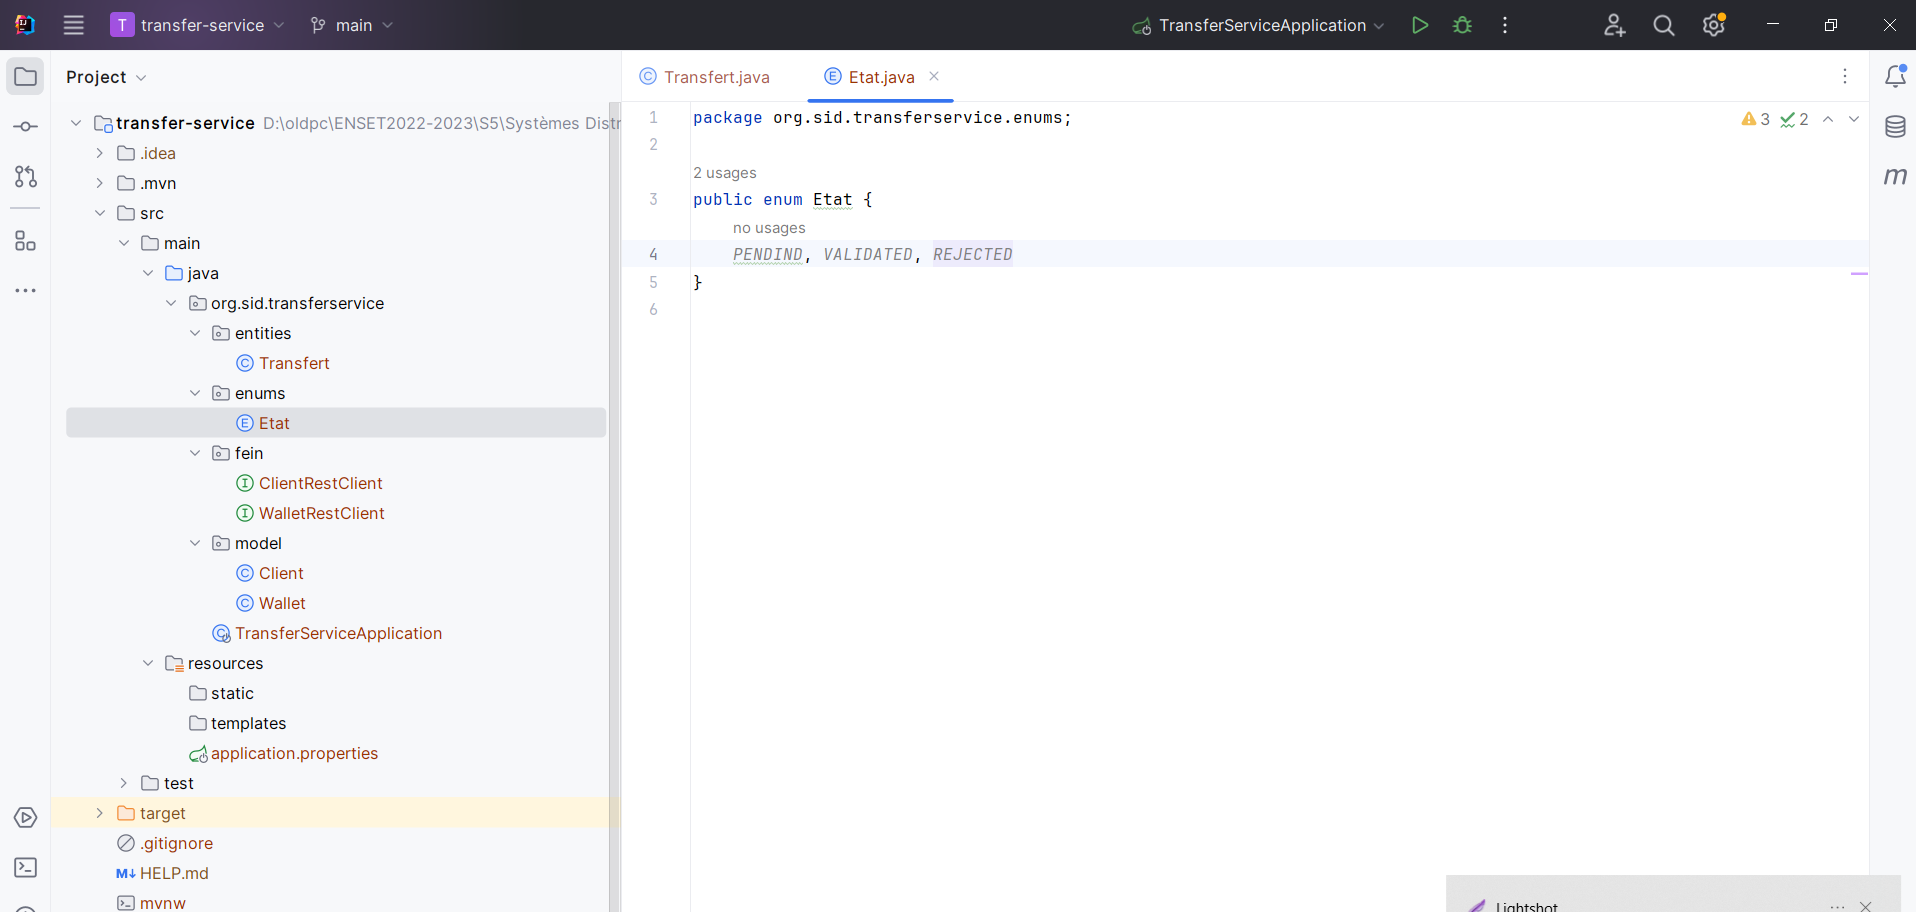 T transfer-service main TransferServiceApplication
Project
Transfert.java
Etat.java
transfer-service D:\oldpc\ENSET2022-2023\S5\Systèmes Distr
.idea
.mvn
src
main
java
org.sid.transferservice
entities
Transfert
enums
Etat
fein
ClientRestClient
WalletRestClient
model
Client
Wallet
TransferServiceApplication
resources
static
templates
application.properties
test
target
.gitignore
HELP.md
mvnw
1 package org.sid.transferservice.enums;
2
2 usages
3 public enum Etat {
no usages
4 PENDIND, VALIDATED, REJECTED
5 }
6
3 2
m
Lightshot